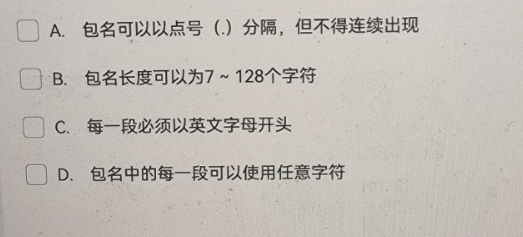 A. 包名可以以点号（.）分隔，但不得连续出现
B. 包名长度可以为7 ~ 128个字符
C. 每一段必须以英文字母开头
D. 包名中的每一段可以使用任意字符